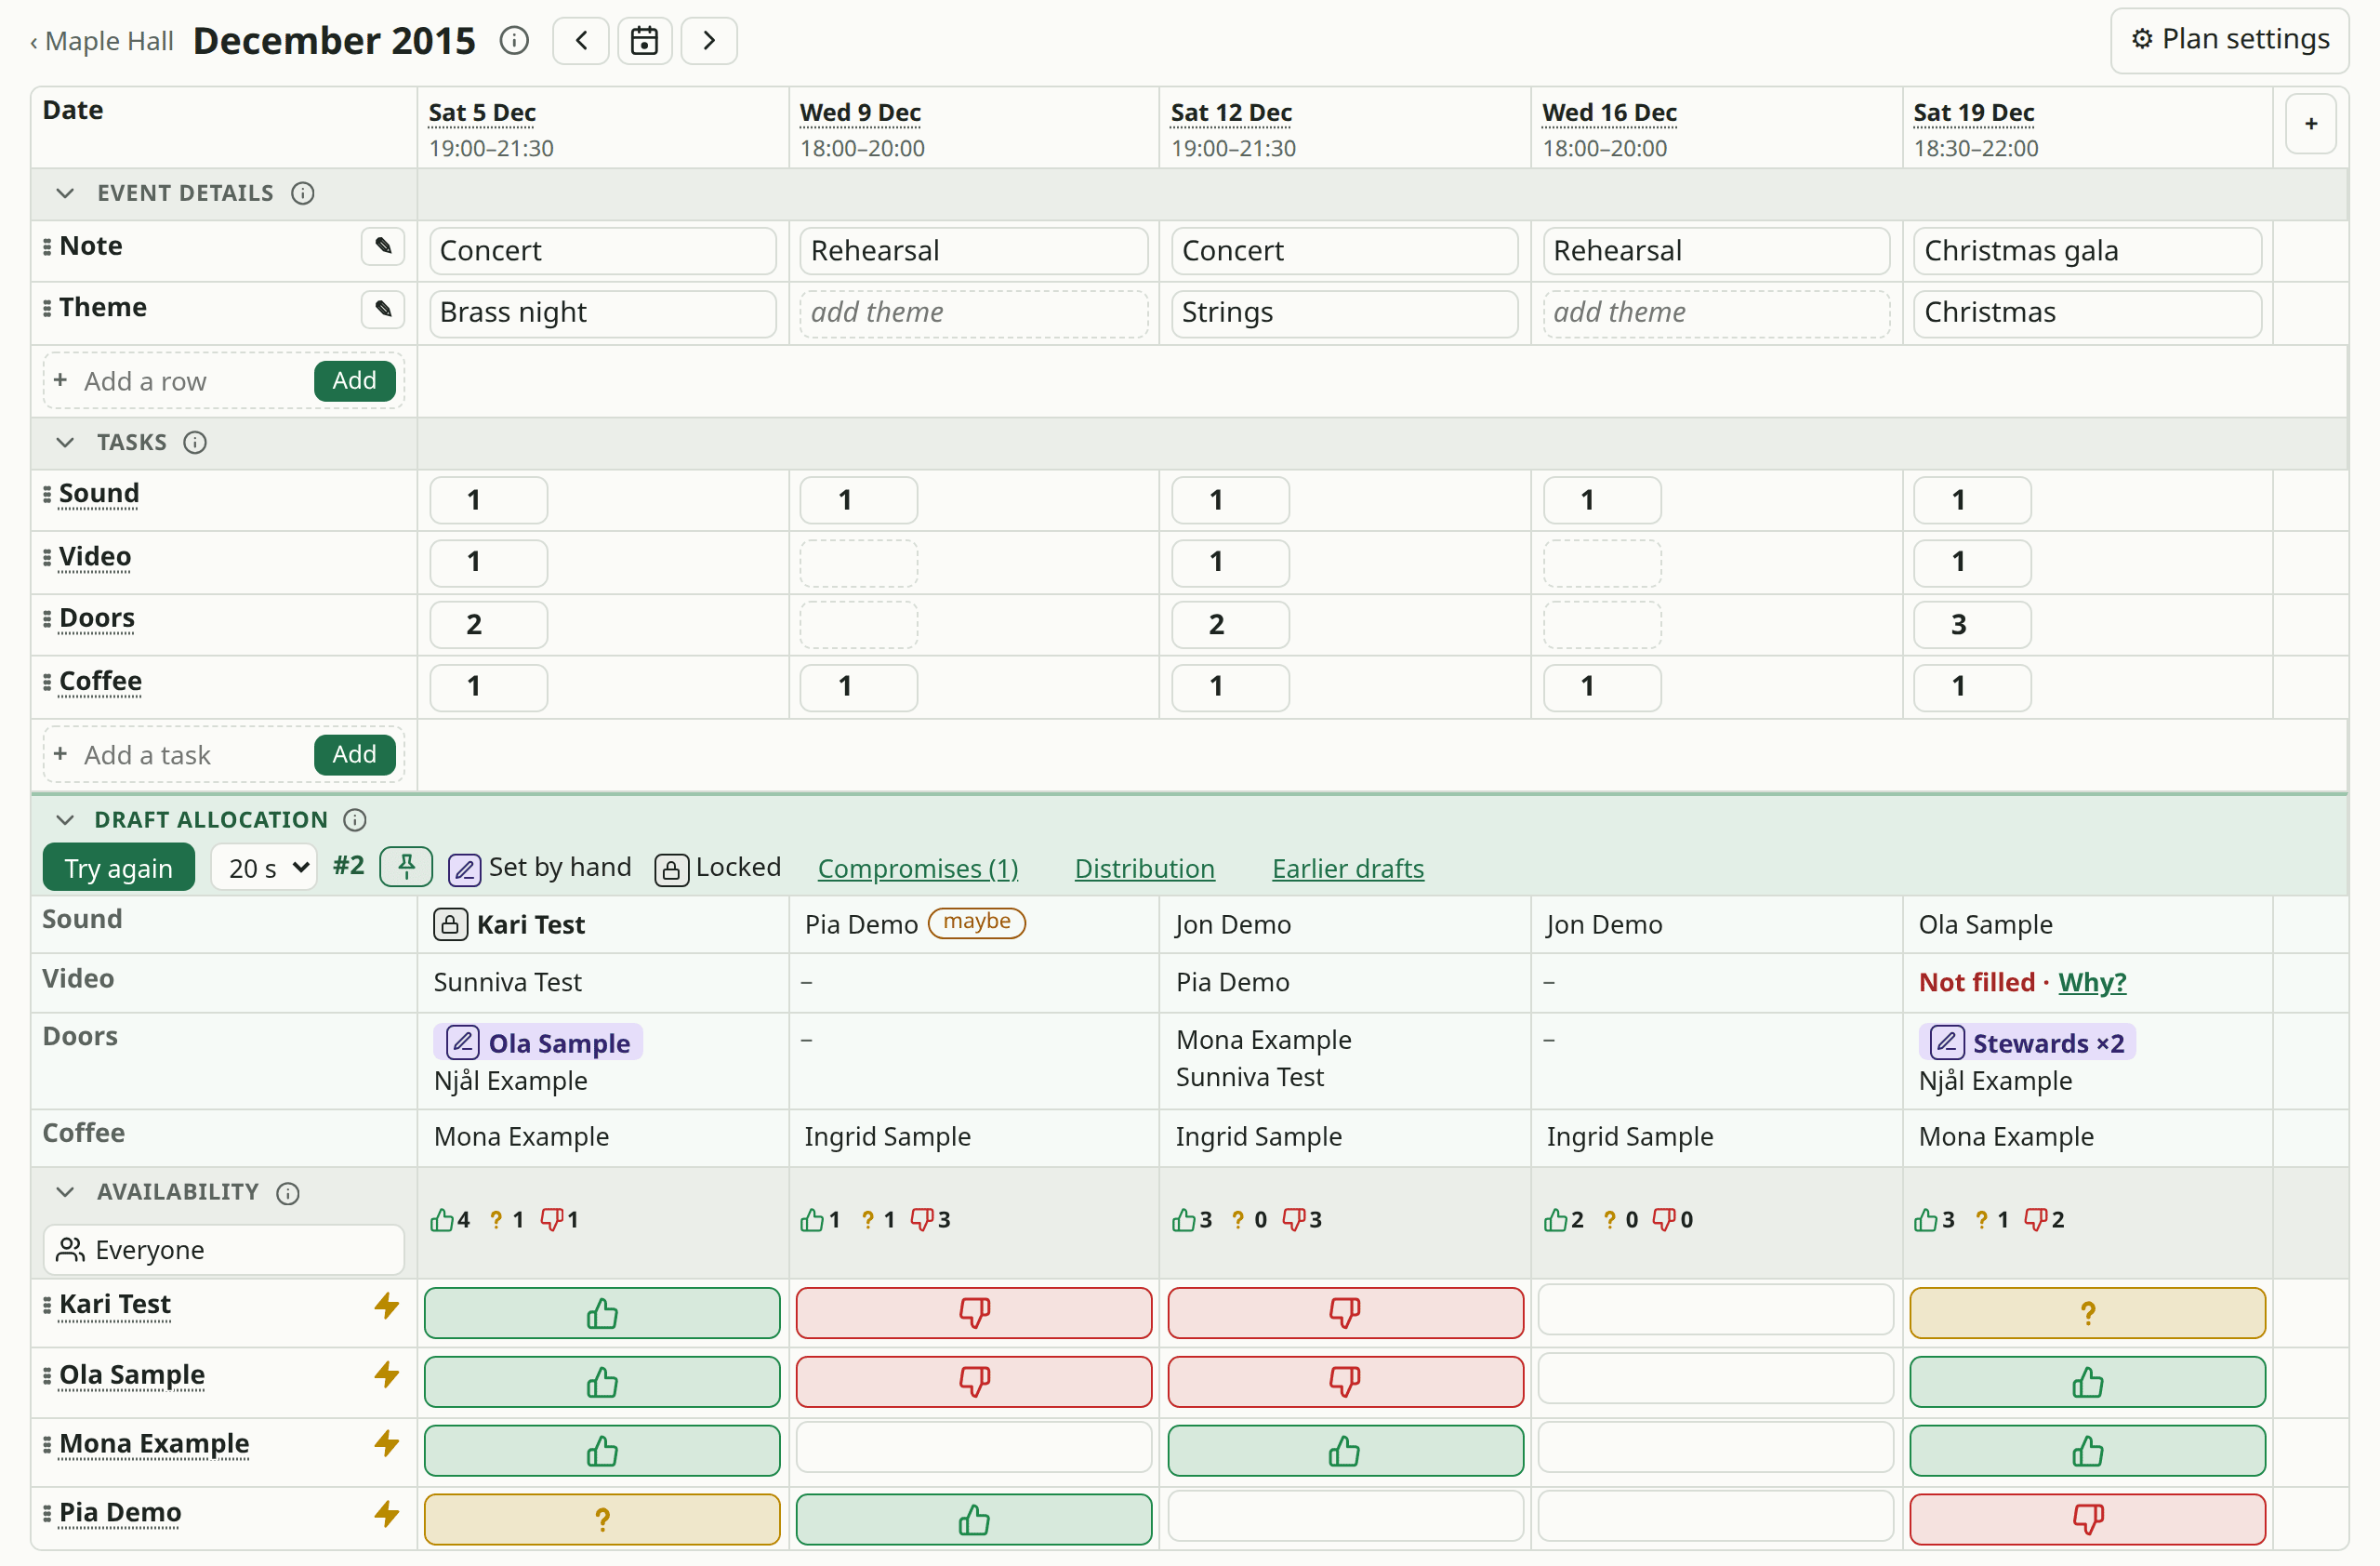 ‹ Maple Hall December 2015
⚙ Plan settings
Date Sat 5 Dec Wed 9 Dec Sat 12 Dec Wed 16 Dec Sat 19 Dec +
19:00–21:30 18:00–20:00 19:00–21:30 18:00–20:00 18:30–22:00
EVENT DETAILS
Note Concert Rehearsal Concert Rehearsal Christmas gala
Theme Brass night add theme Strings add theme Christmas
+ Add a row Add
TASKS
Sound 1 1 1 1 1
Video 1 1 1
Doors 2 2 3
Coffee 1 1 1 1 1
+ Add a task Add
DRAFT ALLOCATION
Try again 20 s #2 Set by hand Locked Compromises (1) Distribution Earlier drafts
Sound Kari Test Pia Demo maybe Jon Demo Jon Demo Ola Sample
Video Sunniva Test – Pia Demo – Not filled · Why?
Doors Ola Sample – Mona Example – Stewards ×2
Njål Example Sunniva Test Njål Example
Coffee Mona Example Ingrid Sample Ingrid Sample Ingrid Sample Mona Example
AVAILABILITY
4 ? 1 1 1 ? 1 3 3 ? 0 3 2 ? 0 0 3 ? 1 2
Everyone
Kari Test ?
Ola Sample
Mona Example
Pia Demo ?